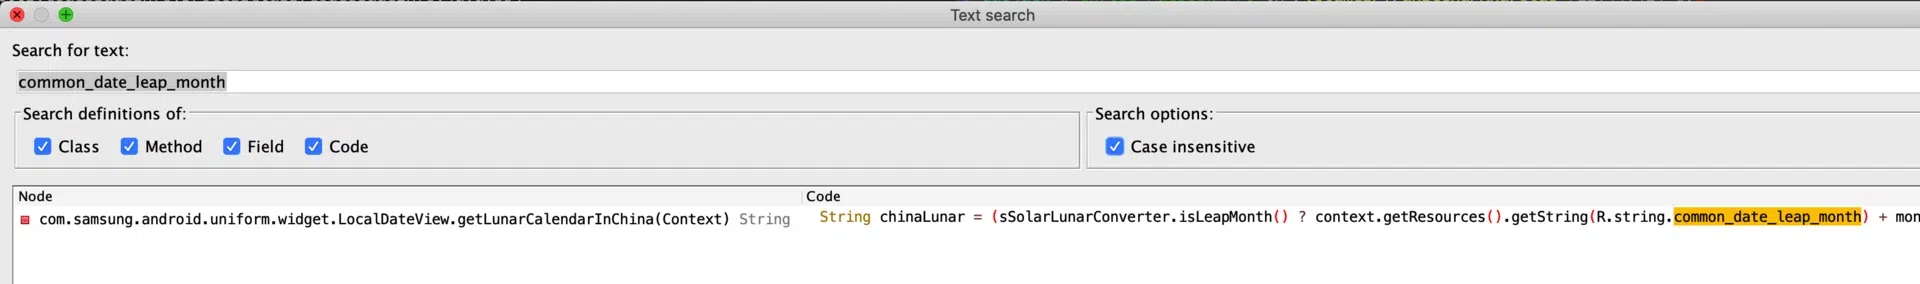 Text search
Search for text:
common_date_leap_month
Search definitions of:
Search options:
Class Method Field Code
Case insensitive
Node Code
com.samsung.android.uniform.widget.LocalDateView.getLunarCalendarInChina(Context) String String chinaLunar = (sSolarLunarConverter.isLeapMonth() ? context.getResources().getString(R.string.common_date_leap_month) + mon